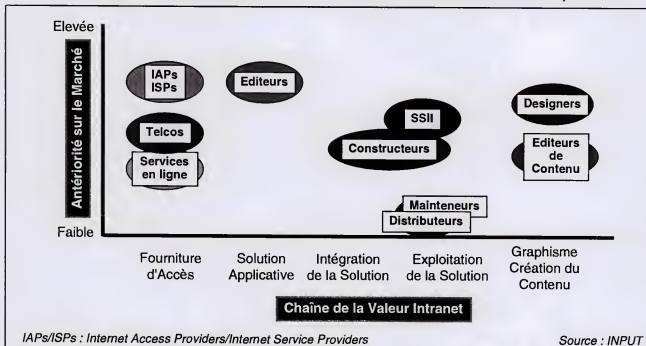 Elevée
Antériorité sur le Marché
Faible
IAPs
ISPs
Editeurs
Telcos
Services
en ligne
SSII
Constructeurs
Mainteneurs
Distributeurs
Designers
Editeurs
de
Contenu
Fourniture
d'Accès
Solution
Applicative
Intégration
de la Solution
Exploitation
de la Solution
Graphisme
Création du
Contenu
Chaîne de la Valeur Intranet
IAPs/ISPs : Internet Access Providers/Internet Service Providers
Source : INPUT